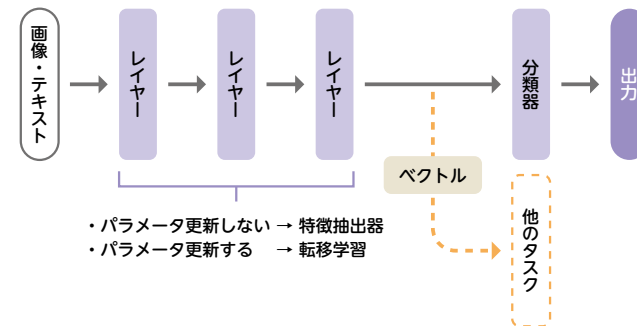 画像・テキスト
レイヤー
レイヤー
レイヤー
分類器
出力
ベクトル
他のタスク
・パラメータ更新しない → 特徴抽出器
・パラメータ更新する → 転移学習